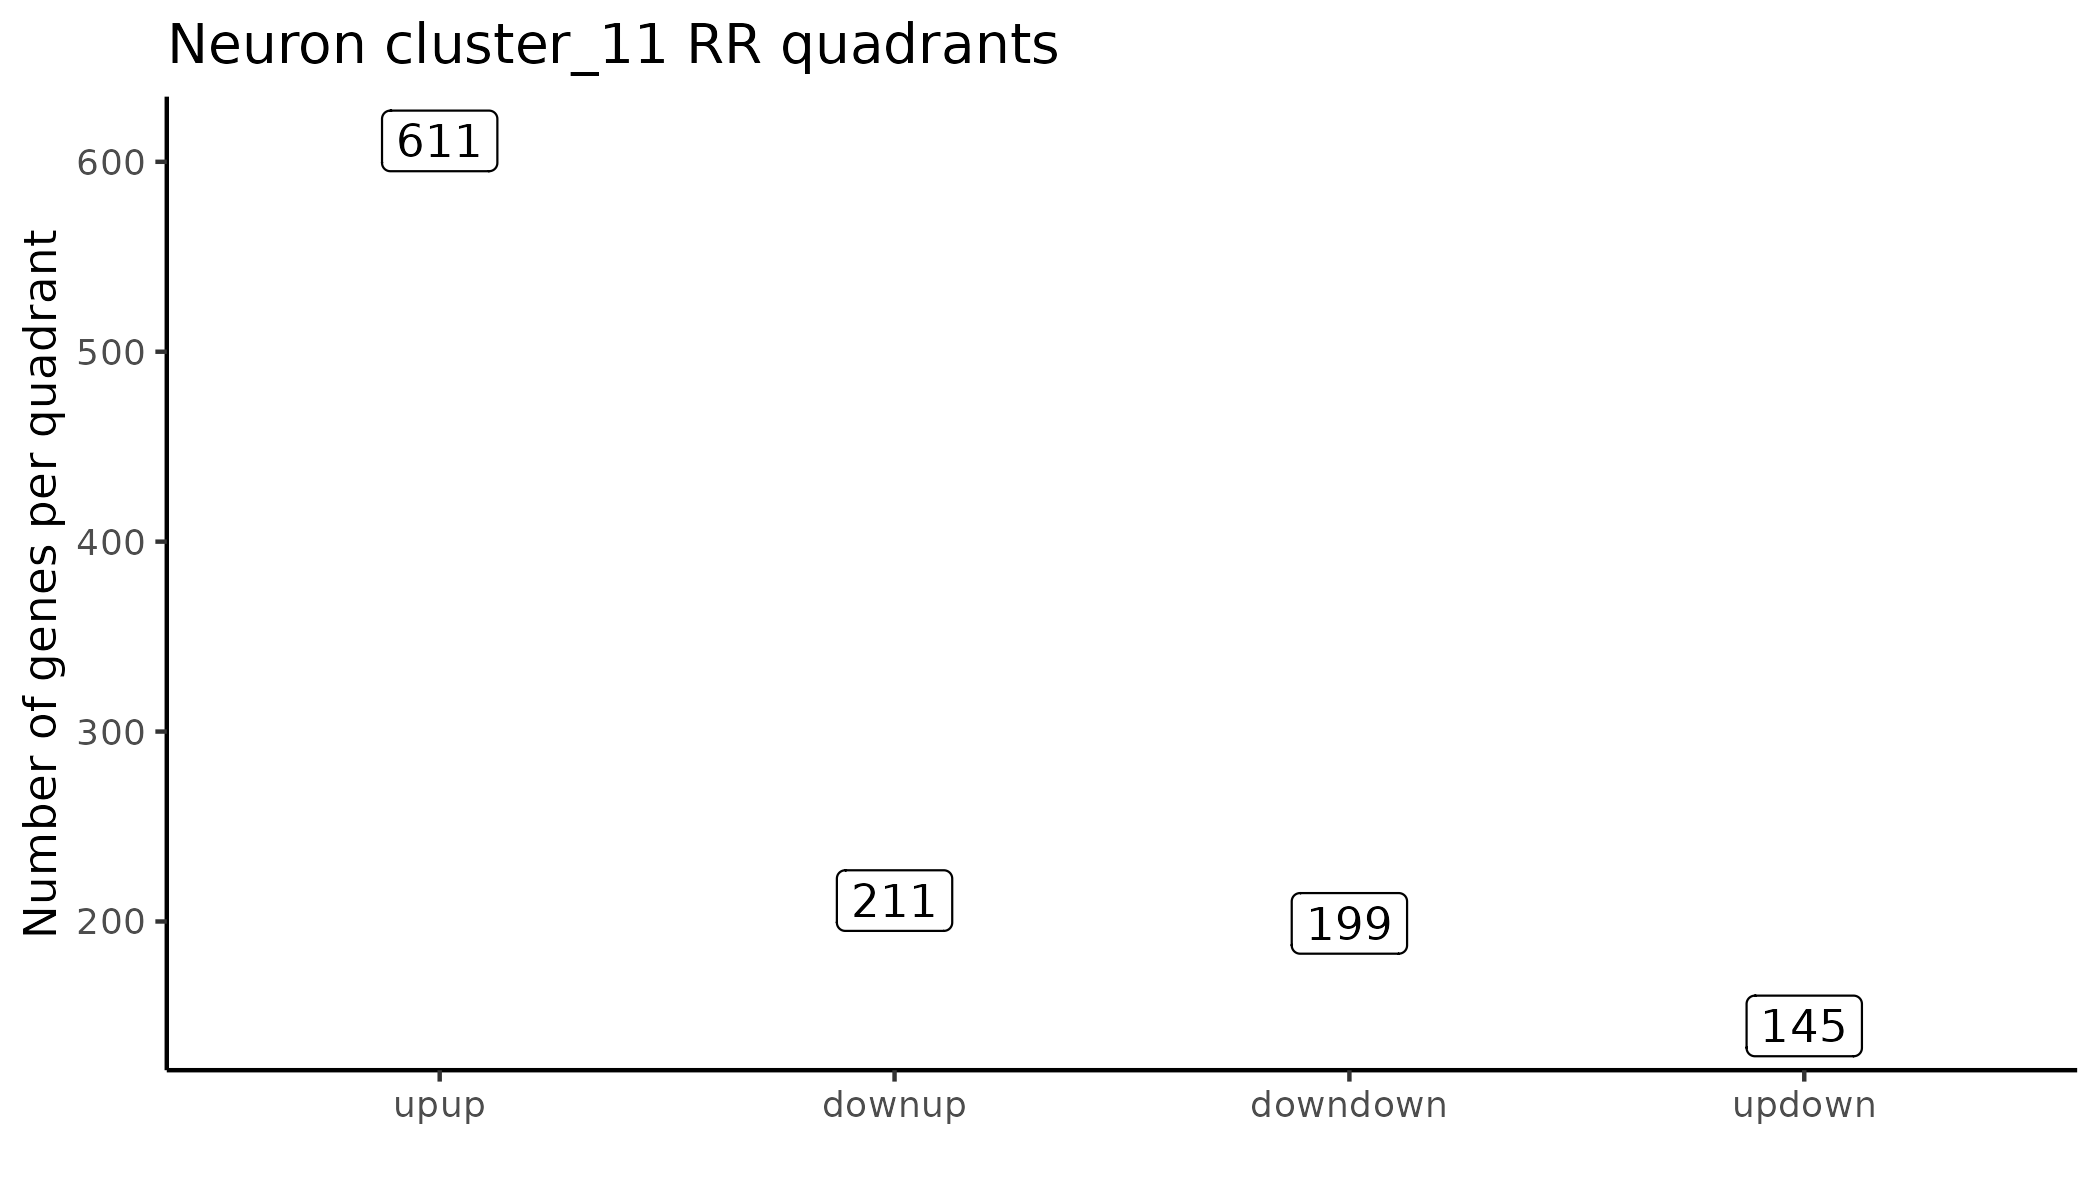 Neuron cluster_11 RR quadrants
Number of genes per quadrant
600
500
400
300
200
611
211
199
145
upup
downup
downdown
updown